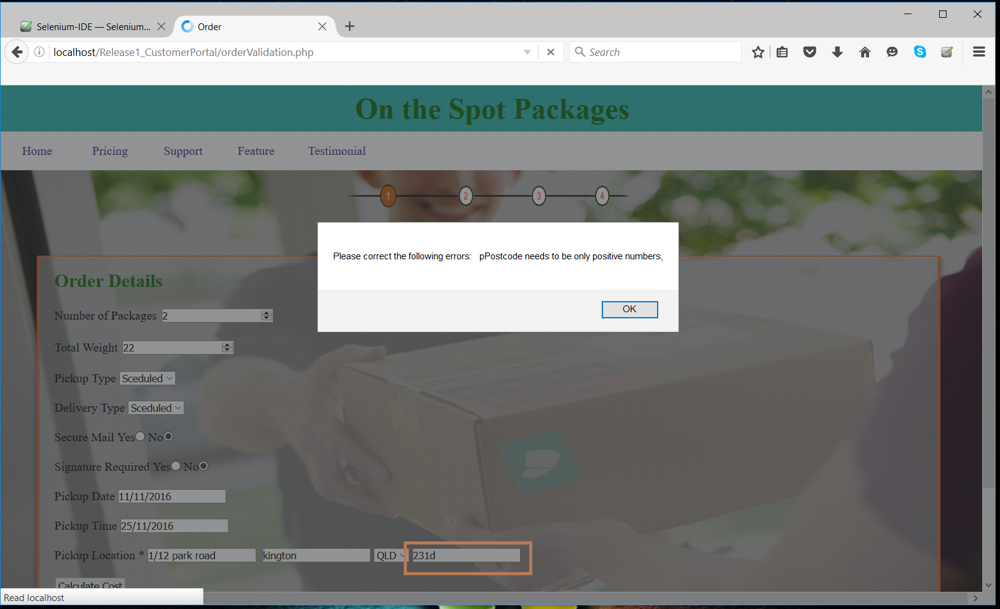 Selenium-IDE — Selenium...
Order
localhost/Release1_CustomerPortal/orderValidation.php
Search
On the Spot Packages
Home Pricing Support Feature Testimonial
1 2 3 4
Please correct the following errors: pPostcode needs to be only positive numbers,
OK
Order Details
Number of Packages 2
Total Weight 22
Pickup Type Sceduled
Delivery Type Sceduled
Secure Mail Yes No
Signature Required Yes No
Pickup Date 11/11/2016
Pickup Time 25/11/2016
Pickup Location * 1/12 park road kington QLD 231d
Calculate Cost
Read localhost